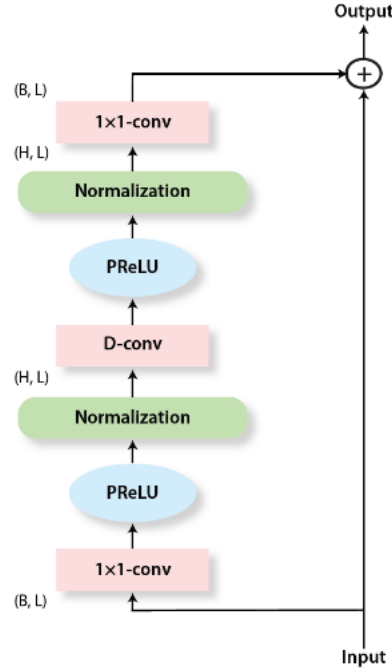 Output
+
(B, L)
1×1-conv
(H, L)
Normalization
PReLU
D-conv
(H, L)
Normalization
PReLU
1×1-conv
(B, L)
Input